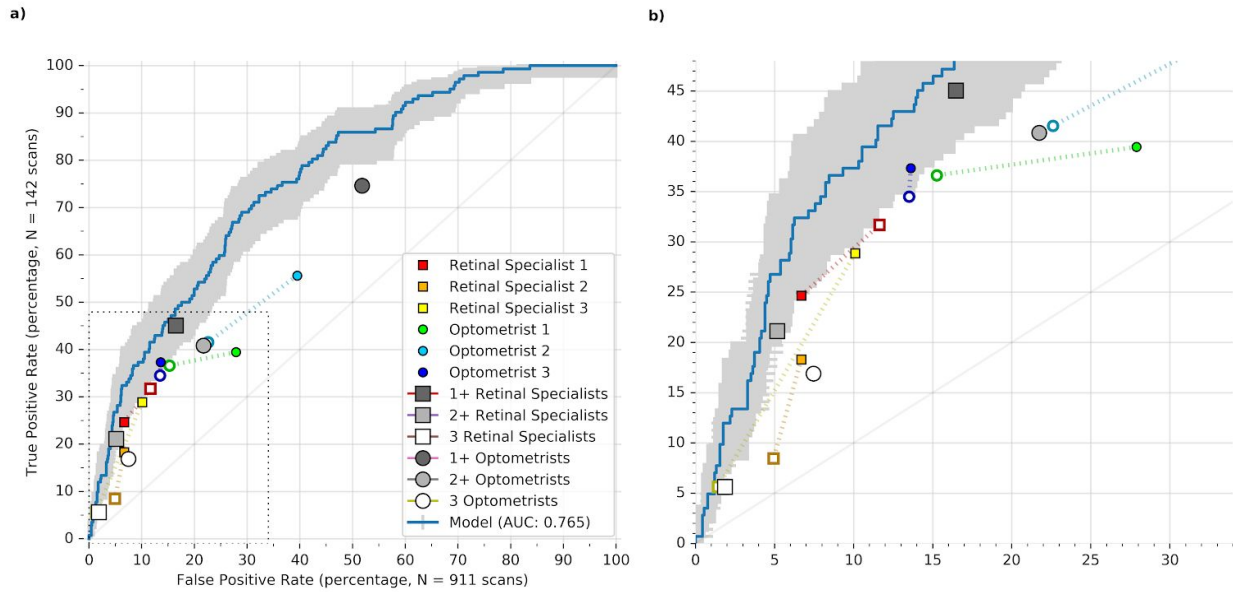 a)
100
90
80
70
60
50
40
30
20
10
0
True Positive Rate (percentage, N = 142 scans)
Retinal Specialist 1
Retinal Specialist 2
Retinal Specialist 3
Optometrist 1
Optometrist 2
Optometrist 3
1+ Retinal Specialists
2+ Retinal Specialists
3 Retinal Specialists
1+ Optometrists
2+ Optometrists
3 Optometrists
Model (AUC: 0.765)
0 10 20 30 40 50 60 70 80 90 100
False Positive Rate (percentage, N = 911 scans)
b)
45
40
35
30
25
20
15
10
5
0
0 5 10 15 20 25 30